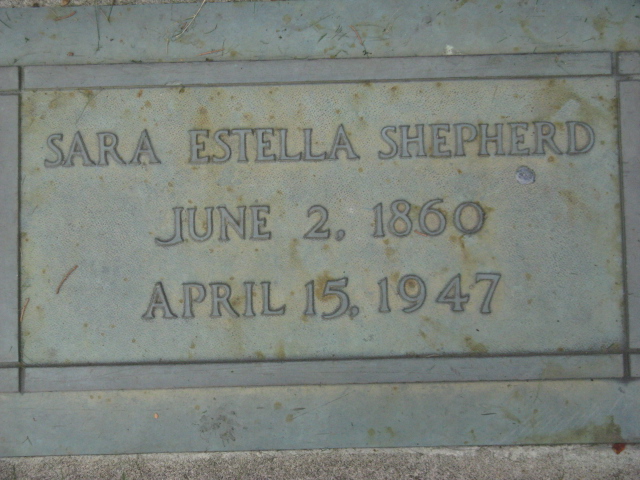 SARA ESTELLA SHEPHERD
JUNE 2, 1860
APRIL 15, 1947